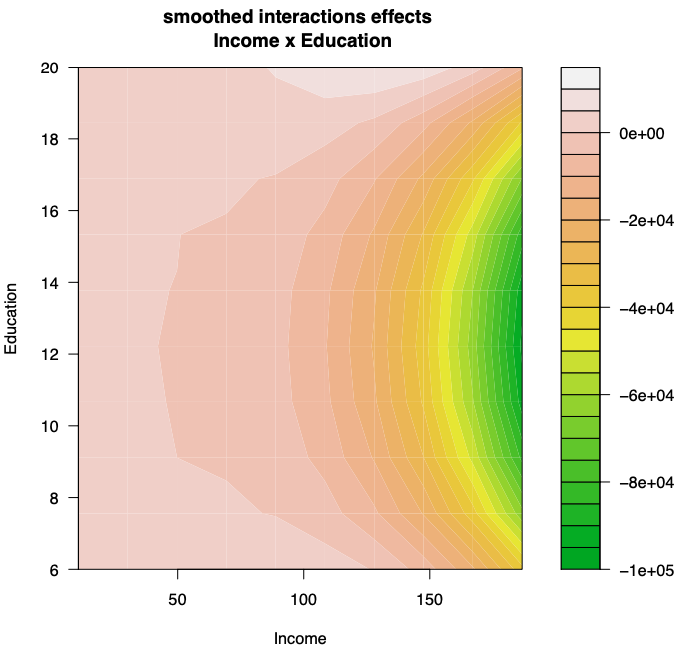 smoothed interactions effects
Income x Education
20
18
16
14
12
10
8
6
Education
50
100
150
Income
0e+00
−2e+04
−4e+04
−6e+04
−8e+04
−1e+05